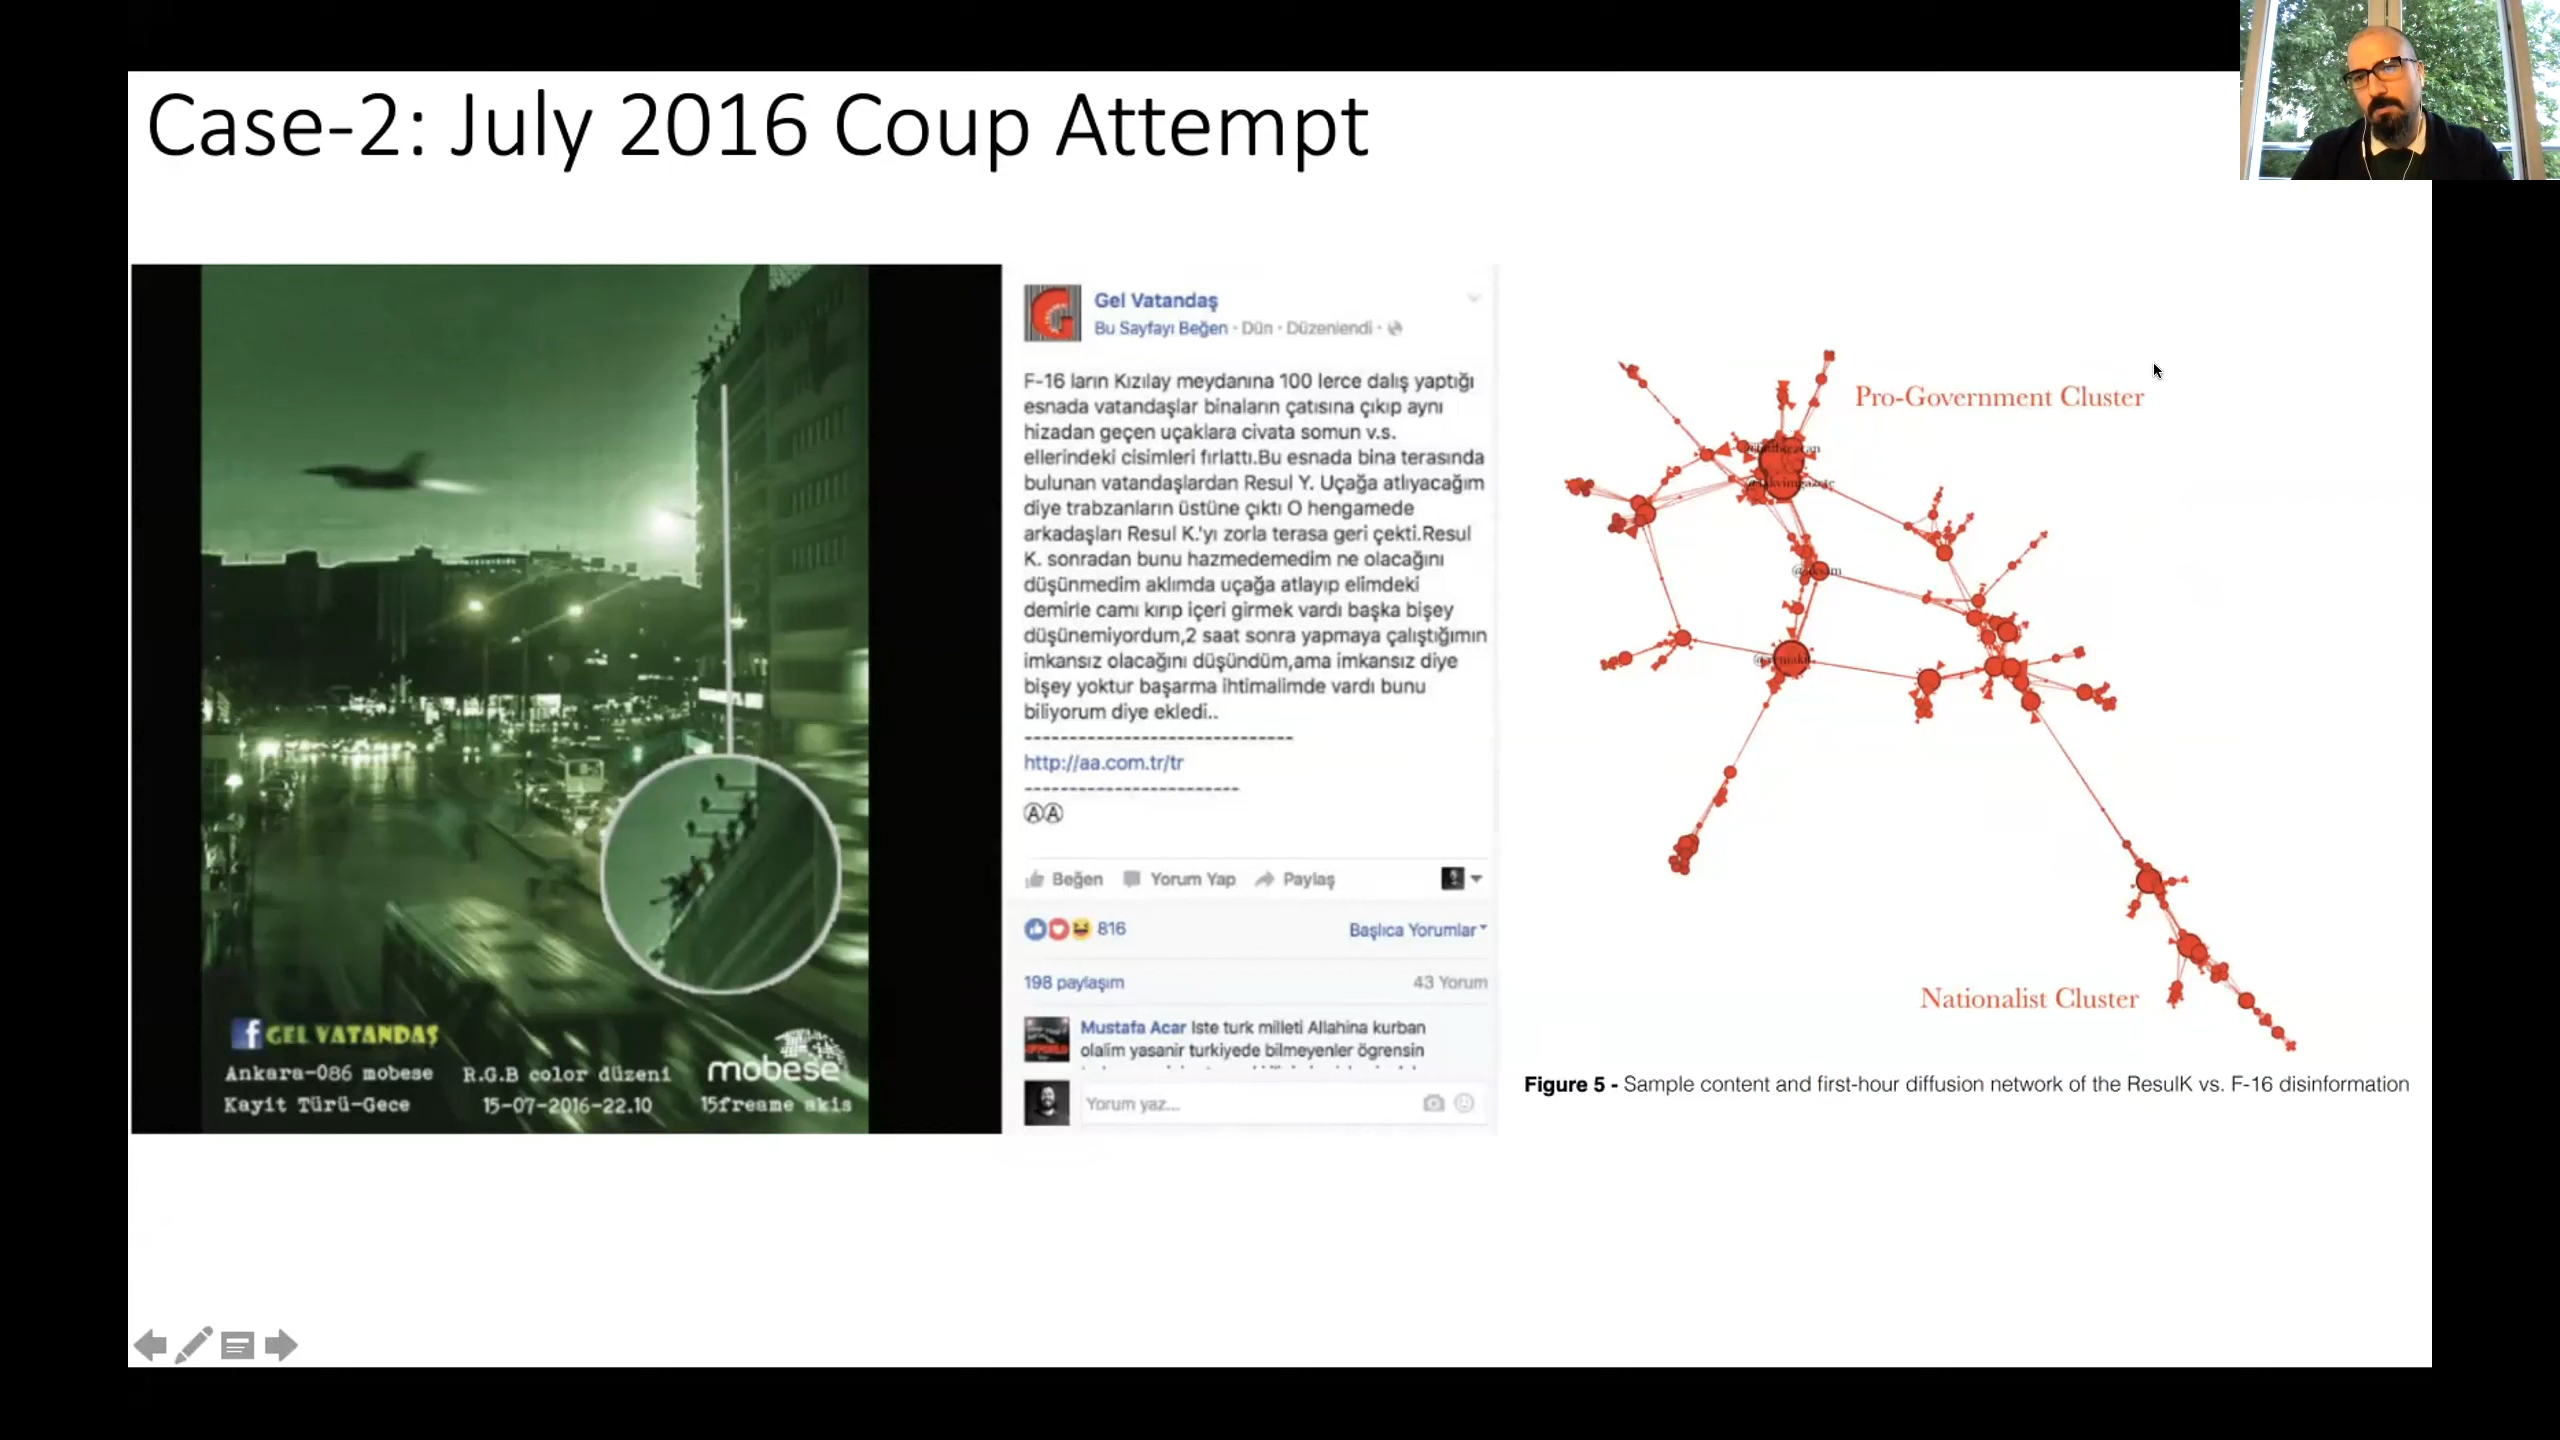 Case-2: July 2016 Coup Attempt
GEL VATANDAŞ
Ankara-086 mobese
Kayit Türü-Gece
R.G.B color düzeni
15-07-2016-22.10
mobese
15freame akis
Gel Vatandaş
Bu Sayfayı Beğen · Dün · Düzenlendi ·
F-16 ların Kızılay meydanına 100 lerce dalış yaptığı
esnada vatandaşlar binaların çatısına çıkıp aynı
hizadan geçen uçaklara civata somun v.s.
ellerindeki cisimleri fırlattı.Bu esnada bina terasında
bulunan vatandaşlardan Resul Y. Uçağa atlıyacağım
diye trabzanların üstüne çıktı O hengamede
arkadaşları Resul K.'yı zorla terasa geri çekti.Resul
K. sonradan bunu hazmedemedim ne olacağını
düşünmedim aklımda uçağa atlayıp elimdeki
demirle camı kırıp içeri girmek vardı başka bişey
düşünemiyordum,2 saat sonra yapmaya çalıştığımın
imkansız olacağını düşündüm,ama imkansız diye
bişey yoktur başarma ihtimalimde vardı bunu
biliyorum diye ekledi..
-----------------------------
http://aa.com.tr/tr
-----------------------
ⒶⒶ
Beğen Yorum Yap Paylaş
816 Başlıca Yorumlar
198 paylaşım 43 Yorum
Mustafa Acar Iste turk milleti Allahina kurban
olalim yasanir turkiyede bilmeyenler ögrensin
Yorum yaz...
Pro-Government Cluster
Nationalist Cluster
Figure 5 - Sample content and first-hour diffusion network of the ResulK vs. F-16 disinformation